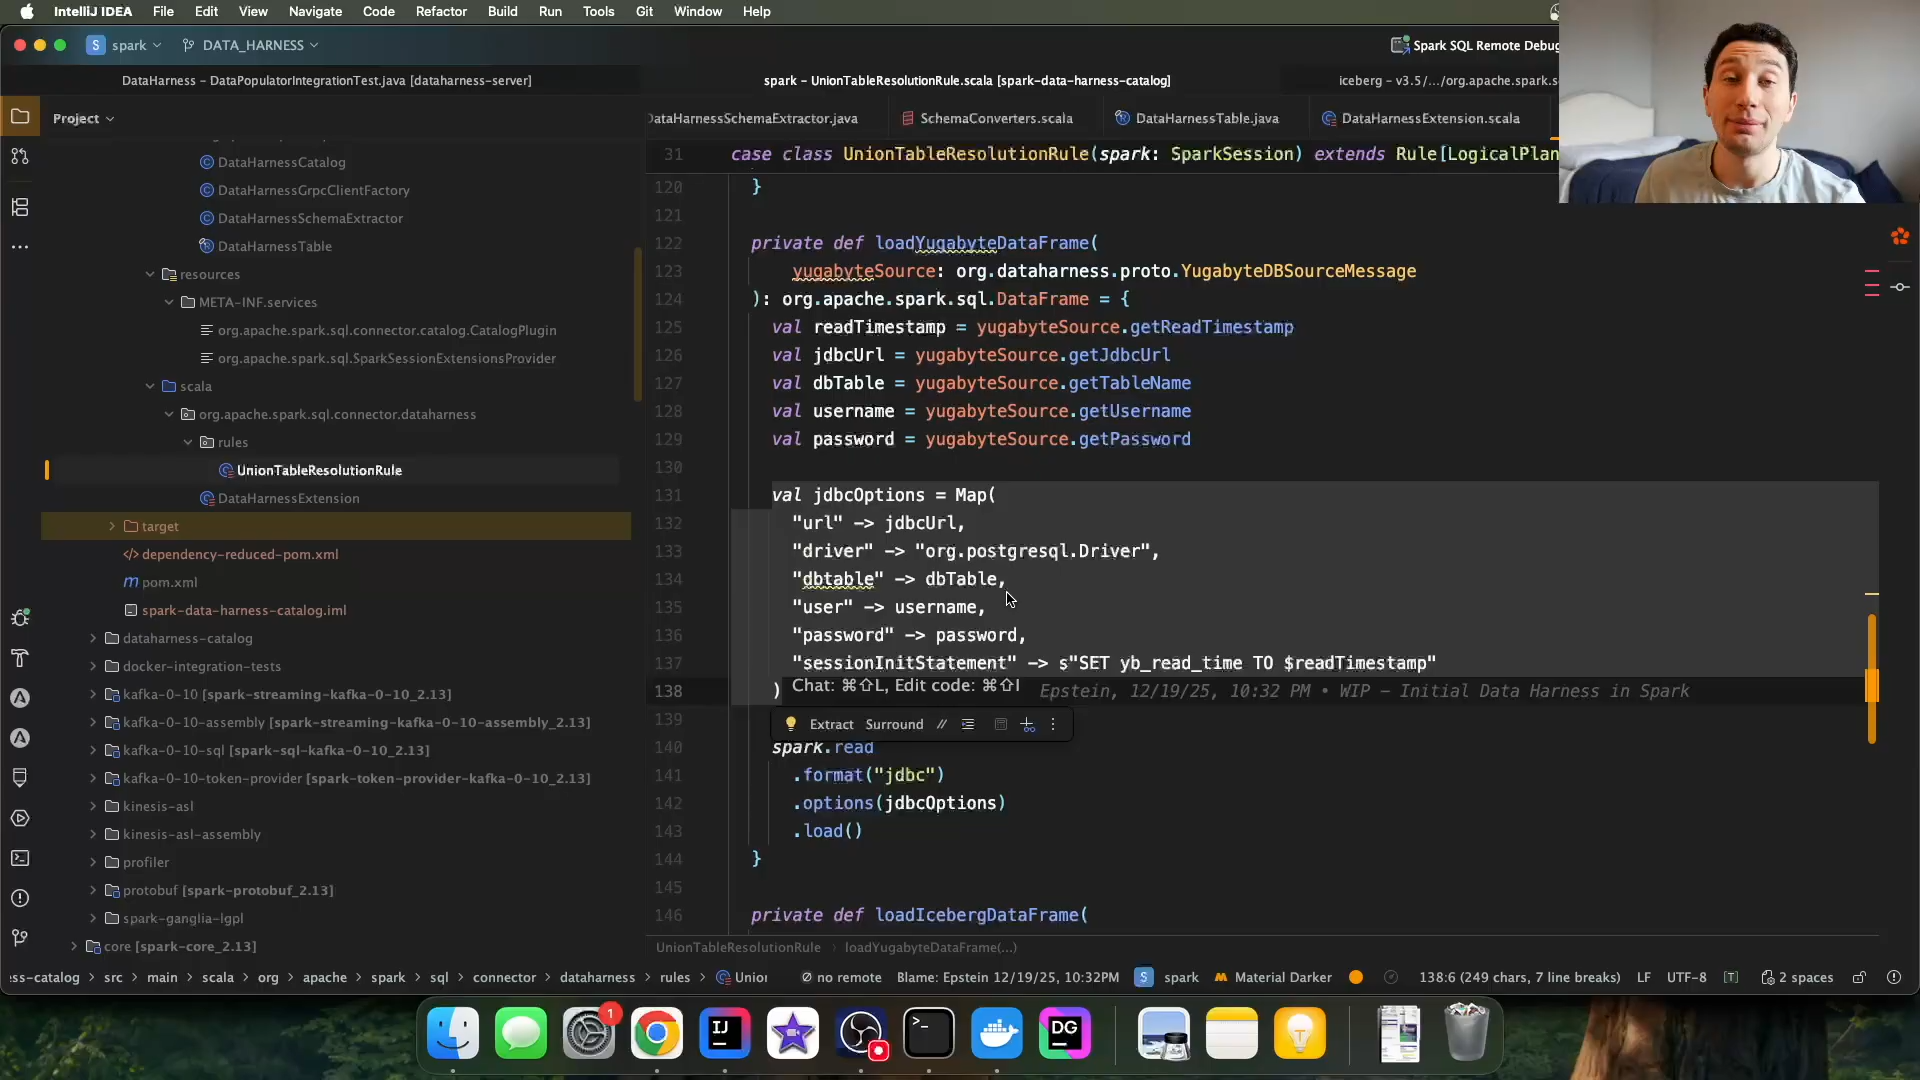 IntelliJ IDEA File Edit View Navigate Code Refactor Build Run Tools Git Window Help
S spark DATA_HARNESS Spark SQL Remote Debug
DataHarness – DataPopulatorIntegrationTest.java [dataharness-server] spark – UnionTableResolutionRule.scala [spark-data-harness-catalog] iceberg – v3.5/.../org.apache.spark.s
Project
DataHarnessSchemaExtractor.java SchemaConverters.scala DataHarnessTable.java DataHarnessExtension.scala
DataHarnessCatalog
DataHarnessGrpcClientFactory
DataHarnessSchemaExtractor
DataHarnessTable
resources
META-INF.services
org.apache.spark.sql.connector.catalog.CatalogPlugin
org.apache.spark.sql.SparkSessionExtensionsProvider
scala
org.apache.spark.sql.connector.dataharness
rules
UnionTableResolutionRule
DataHarnessExtension
target
dependency-reduced-pom.xml
m pom.xml
spark-data-harness-catalog.iml
dataharness-catalog
docker-integration-tests
kafka-0-10 [spark-streaming-kafka-0-10_2.13]
kafka-0-10-assembly [spark-streaming-kafka-0-10-assembly_2.13]
kafka-0-10-sql [spark-sql-kafka-0-10_2.13]
kafka-0-10-token-provider [spark-token-provider-kafka-0-10_2.13]
kinesis-asl
kinesis-asl-assembly
profiler
protobuf [spark-protobuf_2.13]
spark-ganglia-lgpl
core [spark-core_2.13]
31 case class UnionTableResolutionRule(spark: SparkSession) extends Rule[LogicalPlan
120 }
121
122 private def loadYugabyteDataFrame(
123 yugabyteSource: org.dataharness.proto.YugabyteDBSourceMessage
124 ): org.apache.spark.sql.DataFrame = {
125 val readTimestamp = yugabyteSource.getReadTimestamp
126 val jdbcUrl = yugabyteSource.getJdbcUrl
127 val dbTable = yugabyteSource.getTableName
128 val username = yugabyteSource.getUsername
129 val password = yugabyteSource.getPassword
130
131 val jdbcOptions = Map(
132 "url" -> jdbcUrl,
133 "driver" -> "org.postgresql.Driver",
134 "dbtable" -> dbTable,
135 "user" -> username,
136 "password" -> password,
137 "sessionInitStatement" -> s"SET yb_read_time TO $readTimestamp"
138 ) Chat: ⌘⇧L, Edit code: ⌘⇧I Epstein, 12/19/25, 10:32 PM • WIP – Initial Data Harness in Spark
139 Extract Surround //
140 spark.read
141 .format("jdbc")
142 .options(jdbcOptions)
143 .load()
144 }
145
146 private def loadIcebergDataFrame(
UnionTableResolutionRule › loadYugabyteDataFrame(...)
ss-catalog › src › main › scala › org › apache › spark › sql › connector › dataharness › rules › Union no remote Blame: Epstein 12/19/25, 10:32PM S spark Material Darker 138:6 (249 chars, 7 line breaks) LF UTF-8 [T] 2 spaces
1 IJ >_ DG